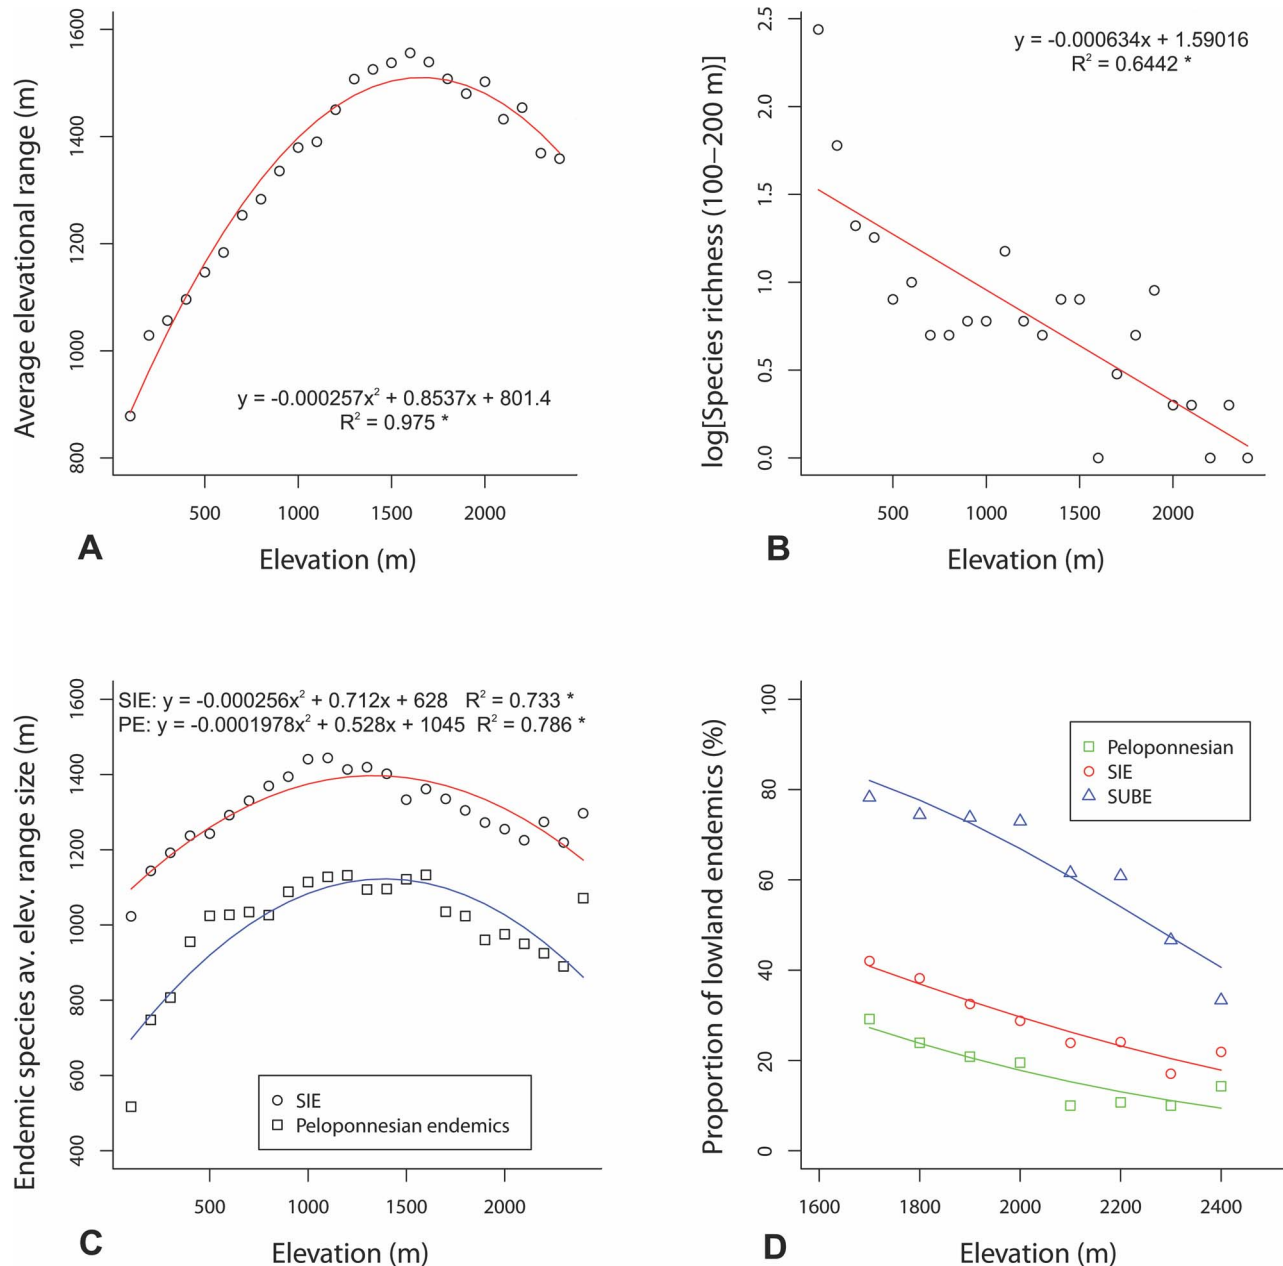 Average elevational range (m)
1600
1400
1200
1000
800
y = -0.000257x² + 0.8537x + 801.4
R² = 0.975 *
500 1000 1500 2000
A
Elevation (m)
log[Species richness (100–200 m)]
2.5
2.0
1.5
1.0
0.5
0.0
y = -0.000634x + 1.59016
R² = 0.6442 *
500 1000 1500 2000
B
Elevation (m)
Endemic species av. elev. range size (m)
1600
1400
1200
1000
800
600
400
SIE: y = -0.000256x² + 0.712x + 628 R² = 0.733 *
PE: y = -0.0001978x² + 0.528x + 1045 R² = 0.786 *
SIE
Peloponnesian endemics
500 1000 1500 2000
C
Elevation (m)
Proportion of lowland endemics (%)
100
80
60
40
20
0
Peloponnesian
SIE
SUBE
1600 1800 2000 2200 2400
D
Elevation (m)